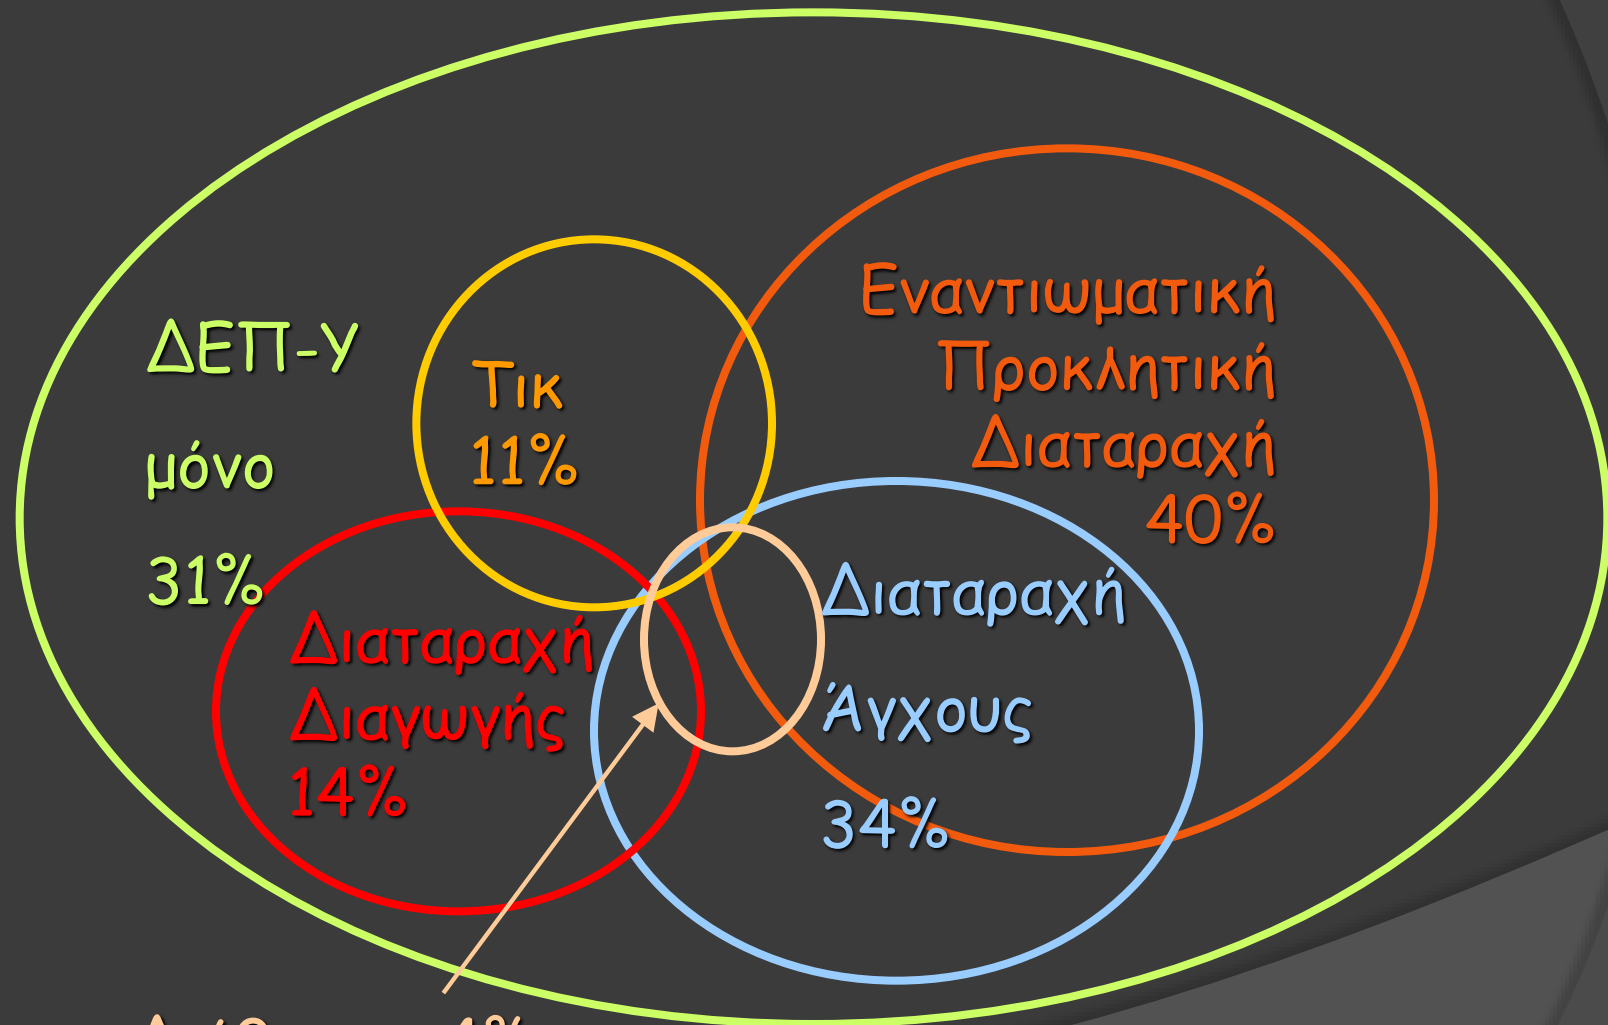 ΔΕΠ-Υ
μόνο
31%
Τικ
11%
Εναντιωματική
Προκλητική
Διαταραχή
40%
Διαταραχή
Διαγωγής
14%
Διαταραχή
Άγχους
34%